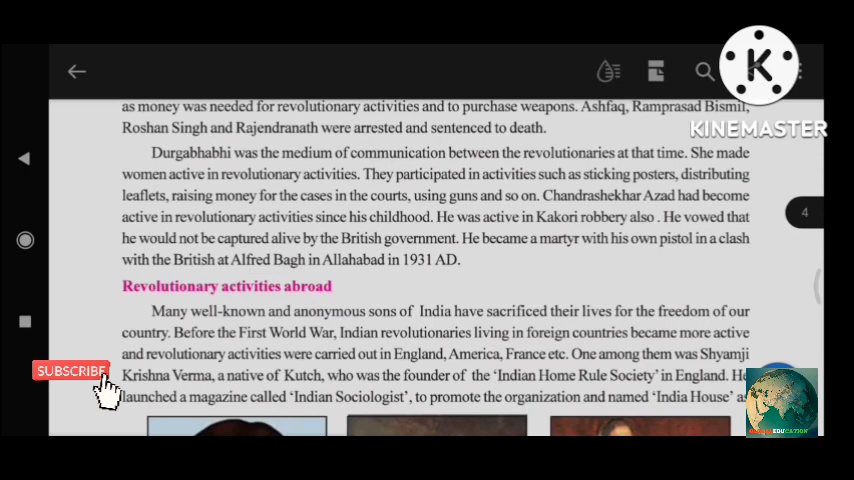 as money was needed for revolutionary activities and to purchase weapons. Ashfaq, Ramprasad Bismil,
Roshan Singh and Rajendranath were arrested and sentenced to death.
Durgabhabhi was the medium of communication between the revolutionaries at that time. She made
women active in revolutionary activities. They participated in activities such as sticking posters, distributing
leaflets, raising money for the cases in the courts, using guns and so on. Chandrashekhar Azad had become
active in revolutionary activities since his childhood. He was active in Kakori robbery also . He vowed that
he would not be captured alive by the British government. He became a martyr with his own pistol in a clash
with the British at Alfred Bagh in Allahabad in 1931 AD.
Revolutionary activities abroad
Many well-known and anonymous sons of India have sacrificed their lives for the freedom of our
country. Before the First World War, Indian revolutionaries living in foreign countries became more active
and revolutionary activities were carried out in England, America, France etc. One among them was Shyamji
Krishna Verma, a native of Kutch, who was the founder of the ‘Indian Home Rule Society’ in England. He
launched a magazine called ‘Indian Sociologist’, to promote the organization and named ‘India House’ as
K
KINEMASTER
4
SUBSCRIBE
EDUCATION